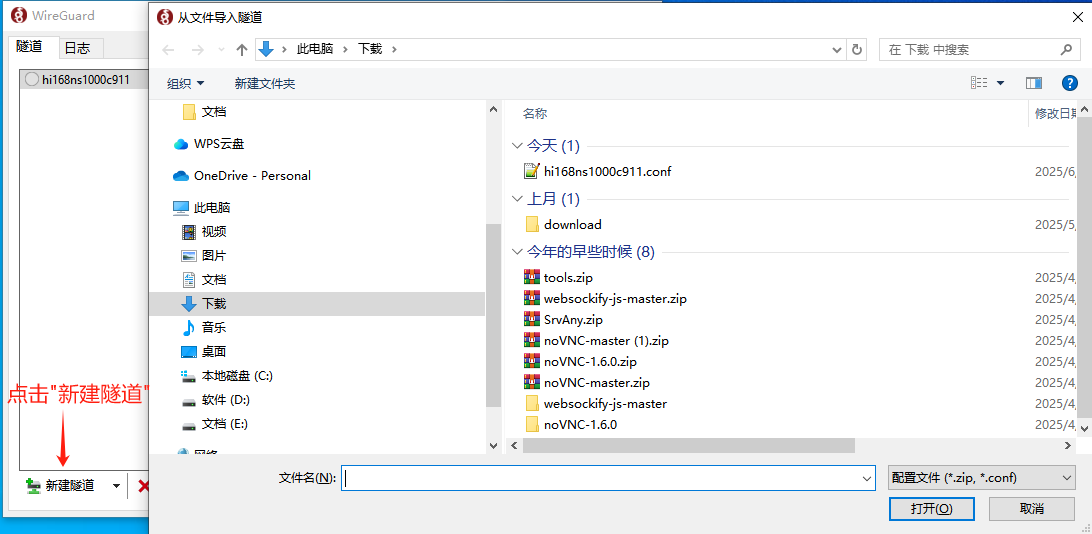 WireGuard
隧道
日志
hi168ns1000c911
点击"新建隧道"
新建隧道
从文件导入隧道
此电脑
下载
在 下载 中搜索
组织
新建文件夹
文档
WPS云盘
OneDrive - Personal
此电脑
视频
图片
文档
下载
音乐
桌面
本地磁盘 (C:)
软件 (D:)
文档 (E:)
网络
名称
修改日期
今天 (1)
hi168ns1000c911.conf
2025/6,
上月 (1)
download
2025/5,
今年的早些时候 (8)
tools.zip
2025/4,
websockify-js-master.zip
2025/4,
SrvAny.zip
2025/4,
noVNC-master (1).zip
2025/4,
noVNC-1.6.0.zip
2025/4,
noVNC-master.zip
2025/4,
websockify-js-master
2025/4,
noVNC-1.6.0
2025/4,
文件名(N):
配置文件 (*.zip, *.conf)
打开(O)
取消